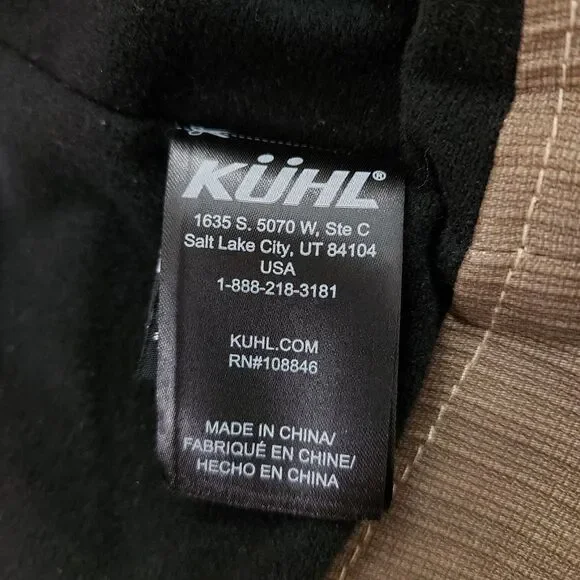 KÜHL®
1635 S. 5070 W, Ste C
Salt Lake City, UT 84104
USA
1-888-218-3181
KUHL.COM
RN#108846
MADE IN CHINA/
FABRIQUÉ EN CHINE/
HECHO EN CHINA